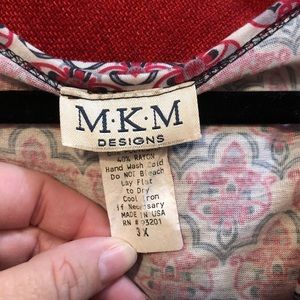 M·K·M
DESIGNS
40% RAYON
Hand Wash Cold
Do NOT Bleach
Lay Flat
to Dry
Cool Iron
if Necessary
MADE IN USA
RN # 93201
3X